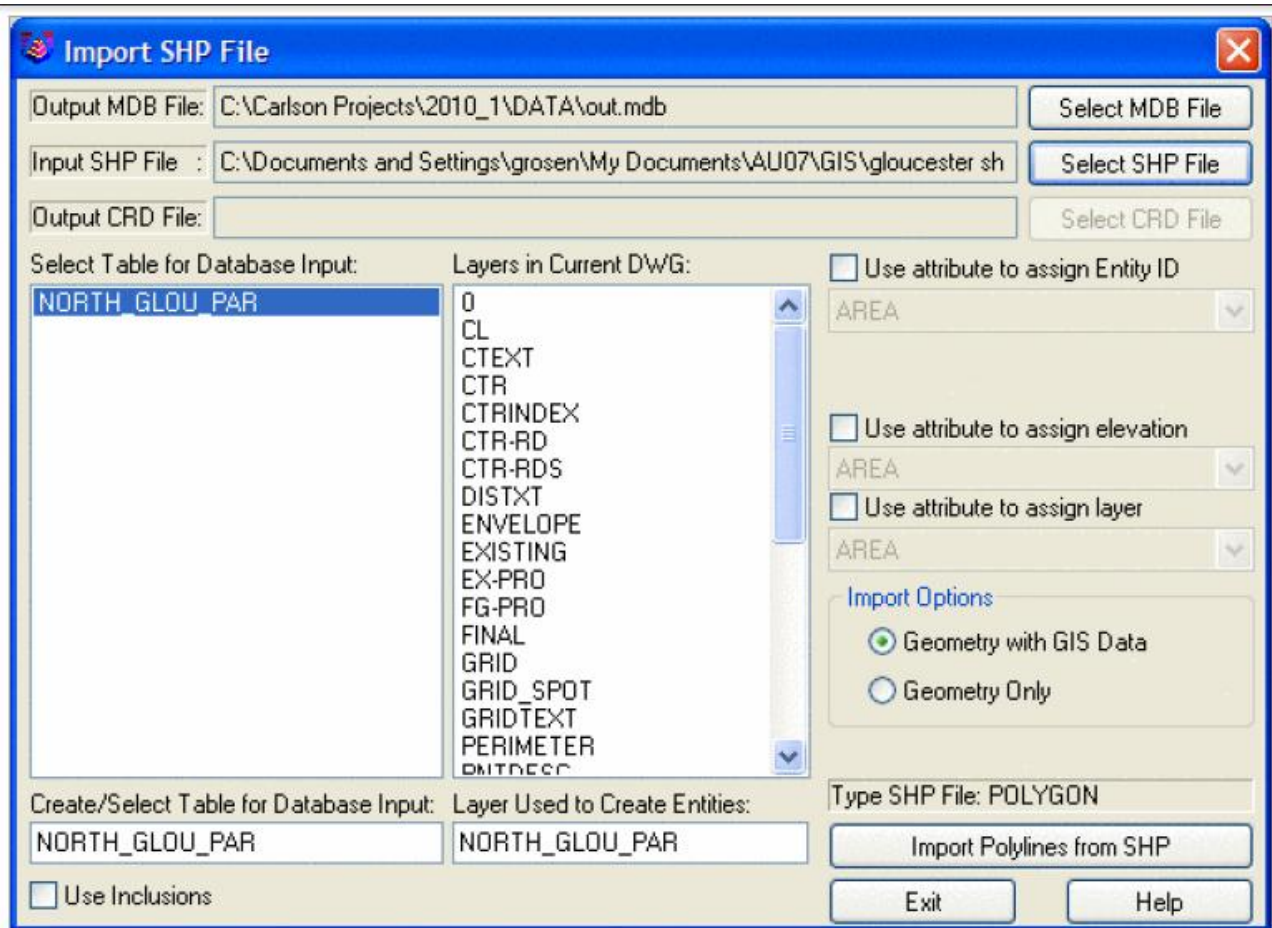 Import SHP File
Output MDB File: C:\Carlson Projects\2010_1\DATA\out.mdb
Select MDB File
Input SHP File : C:\Documents and Settings\grosen\My Documents\AU07\GIS\gloucester sh
Select SHP File
Output CRD File:
Select CRD File
Select Table for Database Input:
NORTH_GLOU_PAR
Layers in Current DWG:
0
CL
CTEXT
CTR
CTRINDEX
CTR-RD
CTR-RDS
DISTXT
ENVELOPE
EXISTING
EX-PRO
FG-PRO
FINAL
GRID
GRID_SPOT
GRIDTEXT
PERIMETER
PNTDESC
Use attribute to assign Entity ID
AREA
Use attribute to assign elevation
AREA
Use attribute to assign layer
AREA
Import Options
Geometry with GIS Data
Geometry Only
Create/Select Table for Database Input:
NORTH_GLOU_PAR
Layer Used to Create Entities:
NORTH_GLOU_PAR
Type SHP File: POLYGON
Import Polylines from SHP
Use Inclusions
Exit
Help